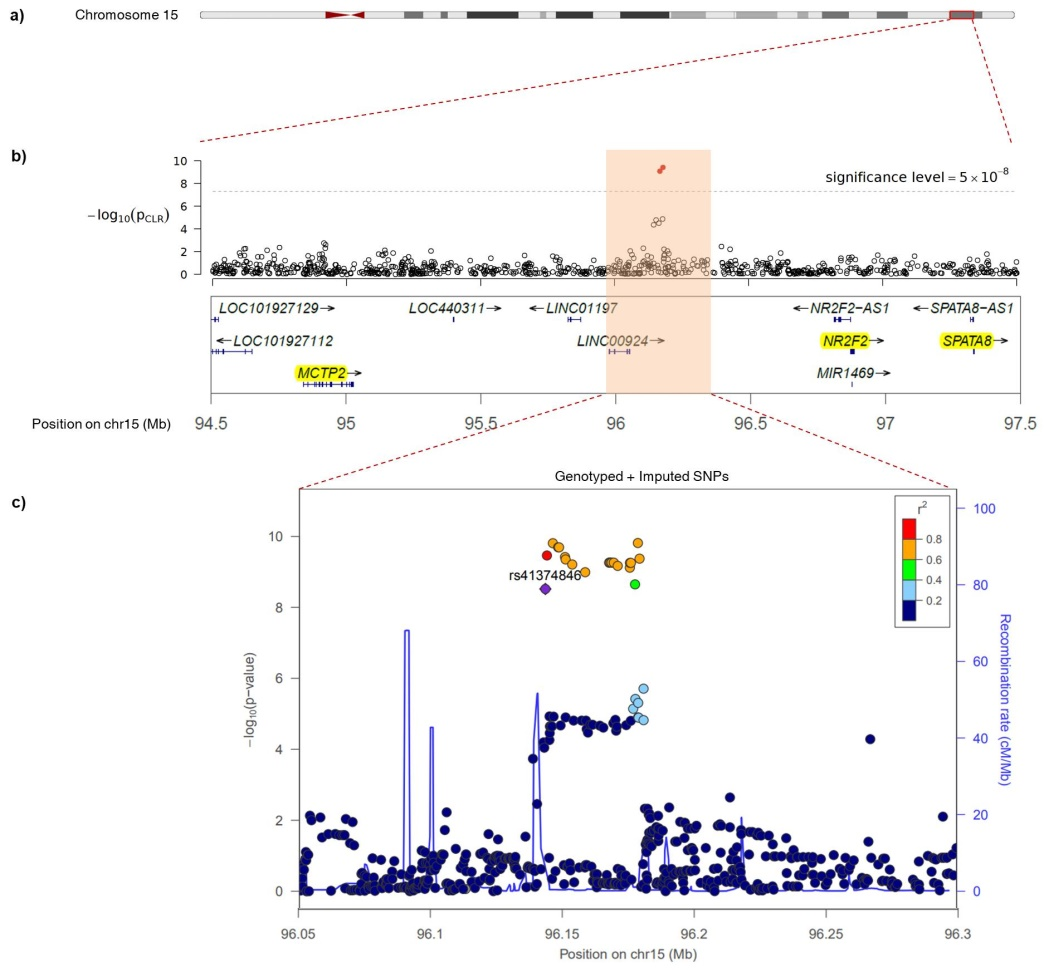 a) Chromosome 15
b)
10
8
6
4
2
0
−log10(pCLR)
significance level = 5 × 10−8
LOC101927129→ LOC440311→ ←LINC01197 ←NR2F2−AS1 ←SPATA8−AS1
←LOC101927112 LINC00924→ NR2F2→ SPATA8→
MCTP2→ MIR1469→
Position on chr15 (Mb)
94.5 95 95.5 96 96.5 97 97.5
c)
Genotyped + Imputed SNPs
r2
0.8
0.6
0.4
0.2
rs41374846
10
8
6
4
2
0
−log10(p−value)
100
80
60
40
20
0
Recombination rate (cM/Mb)
96.05 96.1 96.15 96.2 96.25 96.3
Position on chr15 (Mb)